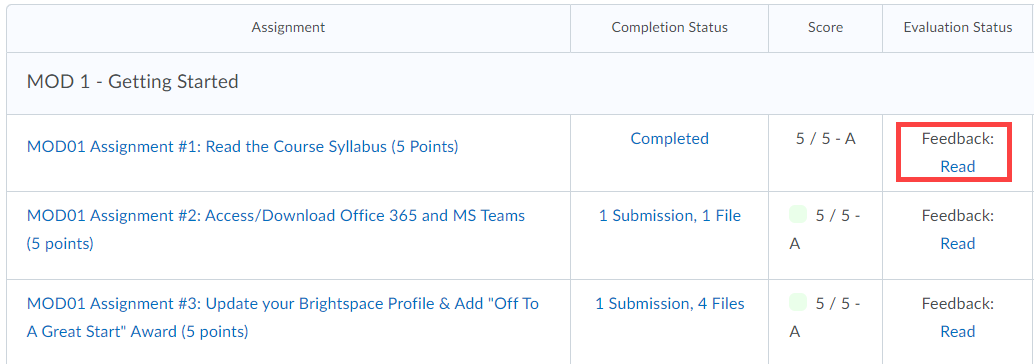 Assignment Completion Status Score Evaluation Status
MOD 1 - Getting Started
MOD01 Assignment #1: Read the Course Syllabus (5 Points) Completed 5 / 5 - A Feedback:
Read
MOD01 Assignment #2: Access/Download Office 365 and MS Teams 1 Submission, 1 File 5 / 5 - Feedback:
(5 points) A Read
MOD01 Assignment #3: Update your Brightspace Profile & Add "Off To 1 Submission, 4 Files 5 / 5 - Feedback:
A Great Start" Award (5 points) A Read